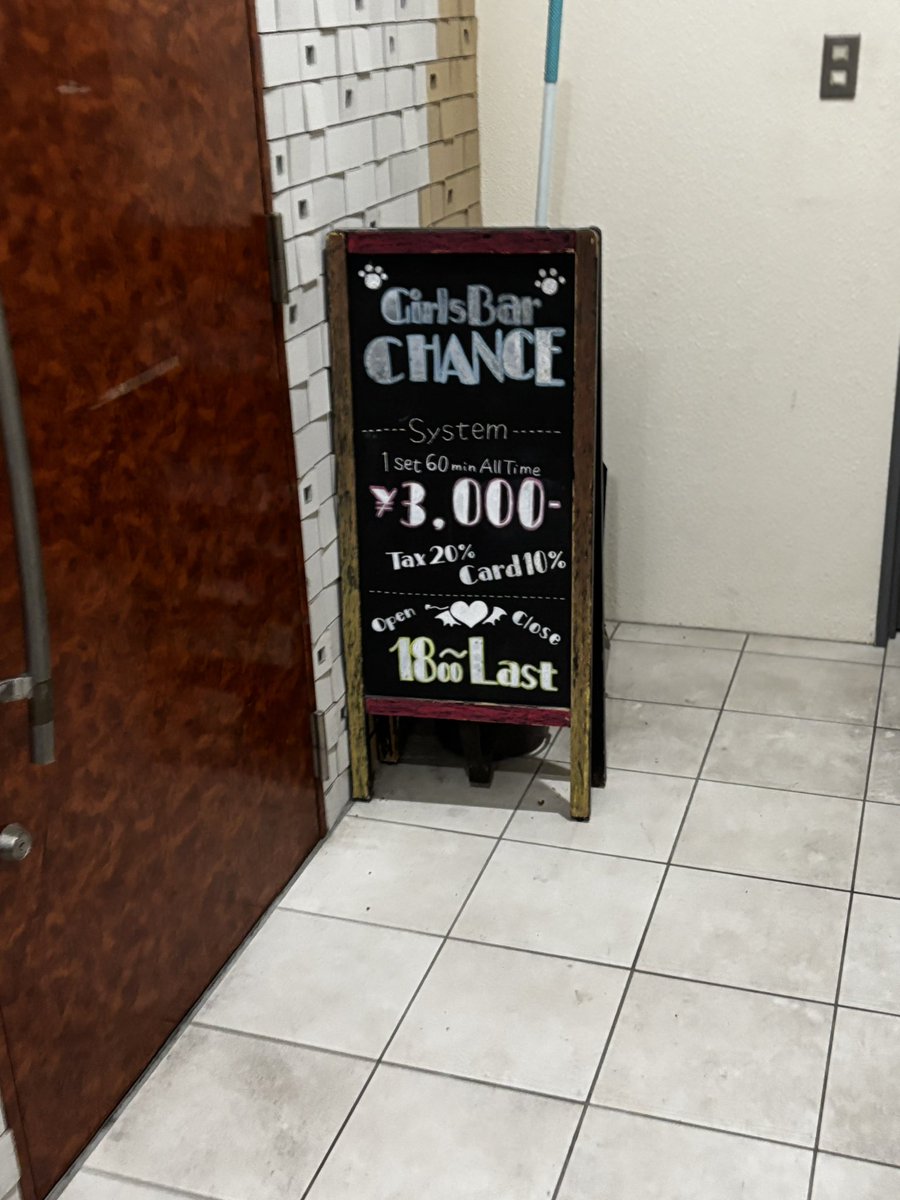 GirlsBar
CHANCE
System
1 set 60 min All Time
¥3,000-
Tax 20%
Card 10%
Open Close
18:00~Last